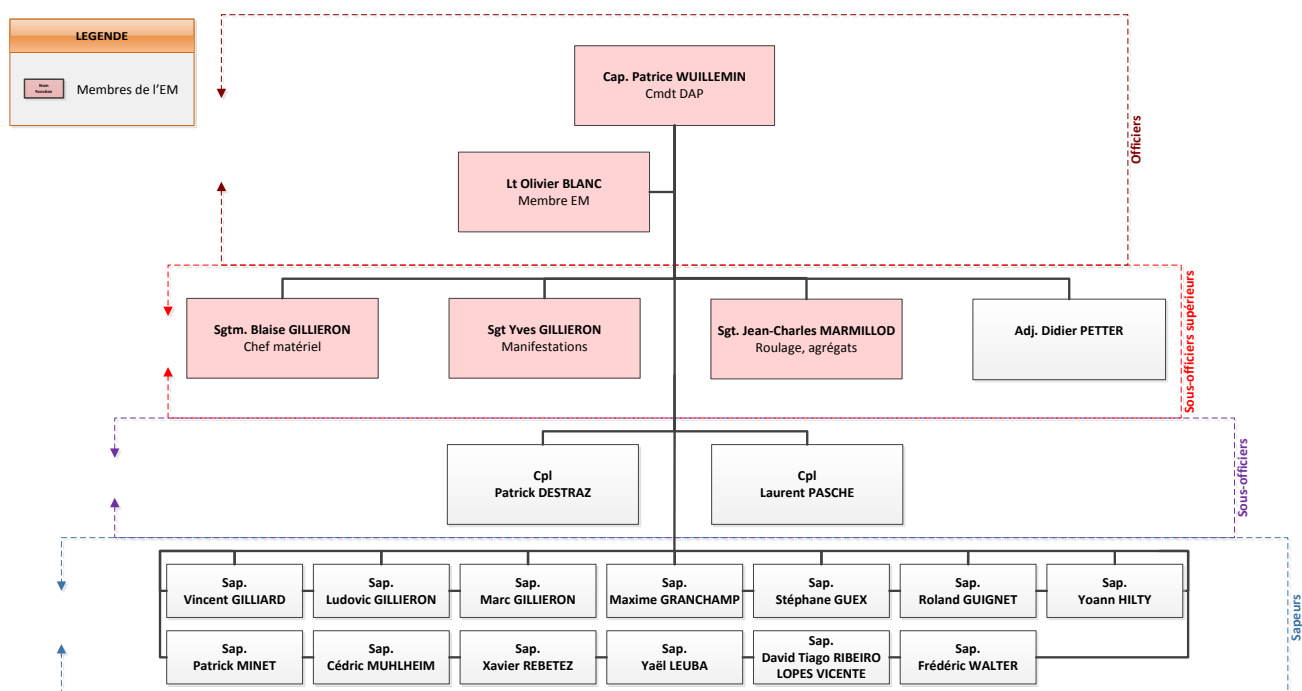 LEGENDE
Nom
Fonction
Membres de l'EM
Cap. Patrice WUILLEMIN
Cmdt DAP
Officiers
Lt Olivier BLANC
Membre EM
Sgtm. Blaise GILLIERON
Chef matériel
Sgt Yves GILLIERON
Manifestations
Sgt. Jean-Charles MARMILLOD
Roulage, agrégats
Adj. Didier PETTER
Sous-officiers supérieurs
Cpl
Patrick DESTRAZ
Cpl
Laurent PASCHE
Sous-officiers
Sap.
Vincent GILLIARD
Sap.
Ludovic GILLIERON
Sap.
Marc GILLIERON
Sap.
Maxime GRANCHAMP
Sap.
Stéphane GUEX
Sap.
Roland GUIGNET
Sap.
Yoann HILTY
Sap.
Patrick MINET
Sap.
Cédric MUHLHEIM
Sap.
Xavier REBETEZ
Sap.
Yaël LEUBA
Sap.
David Tiago RIBEIRO
LOPES VICENTE
Sap.
Frédéric WALTER
Sapeurs